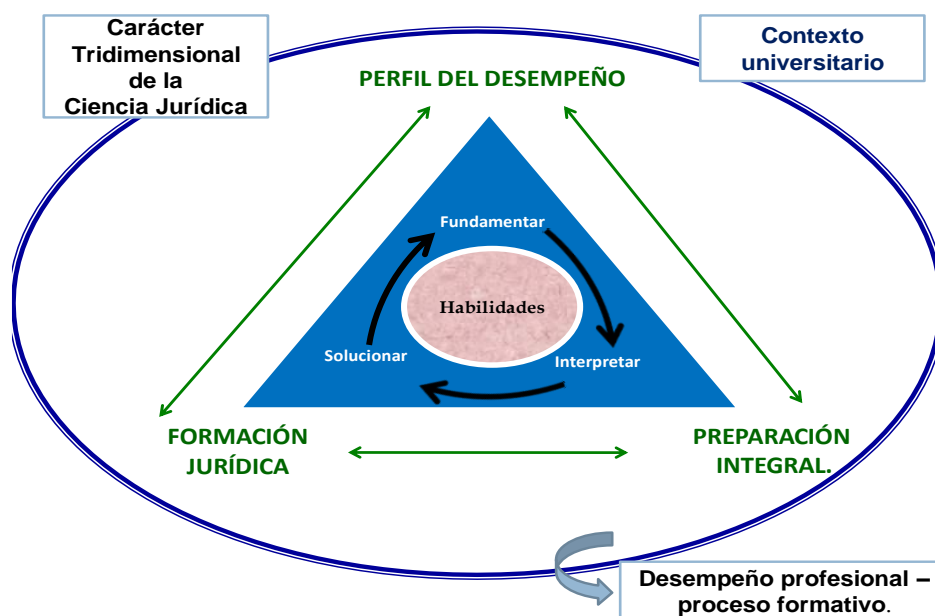 Carácter
Tridimensional
de la
Ciencia Jurídica
Contexto
universitario
PERFIL DEL DESEMPEÑO
Fundamentar
Habilidades
Solucionar
Interpretar
FORMACIÓN
JURÍDICA
PREPARACIÓN
INTEGRAL.
Desempeño profesional –
proceso formativo.